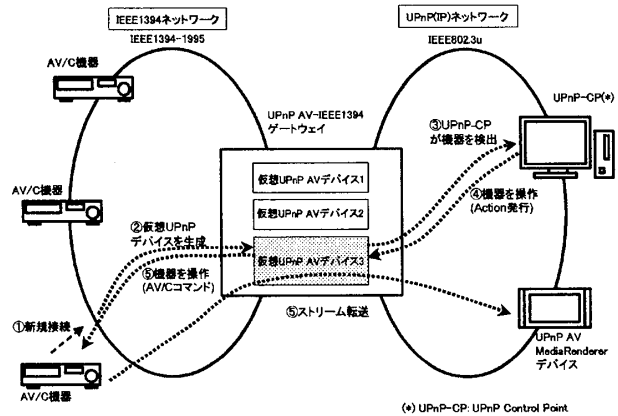 IEEE1394ネットワーク
IEEE1394-1995
UPnP(IP)ネットワーク
IEEE802.3u
AV/C機器
UPnP AV-IEEE1394
ゲートウェイ
UPnP-CP(*)
③UPnP-CP
が機器を検出
仮想UPnP AVデバイス1
AV/C機器
仮想UPnP AVデバイス2
④機器を操作
(Action発行)
②仮想UPnP
デバイスを生成
仮想UPnP AVデバイス3
⑤機器を操作
(AV/Cコマンド)
⑤ストリーム転送
①新規接続
UPnP AV
MediaRenderer
デバイス
AV/C機器
(*) UPnP-CP: UPnP Control Point